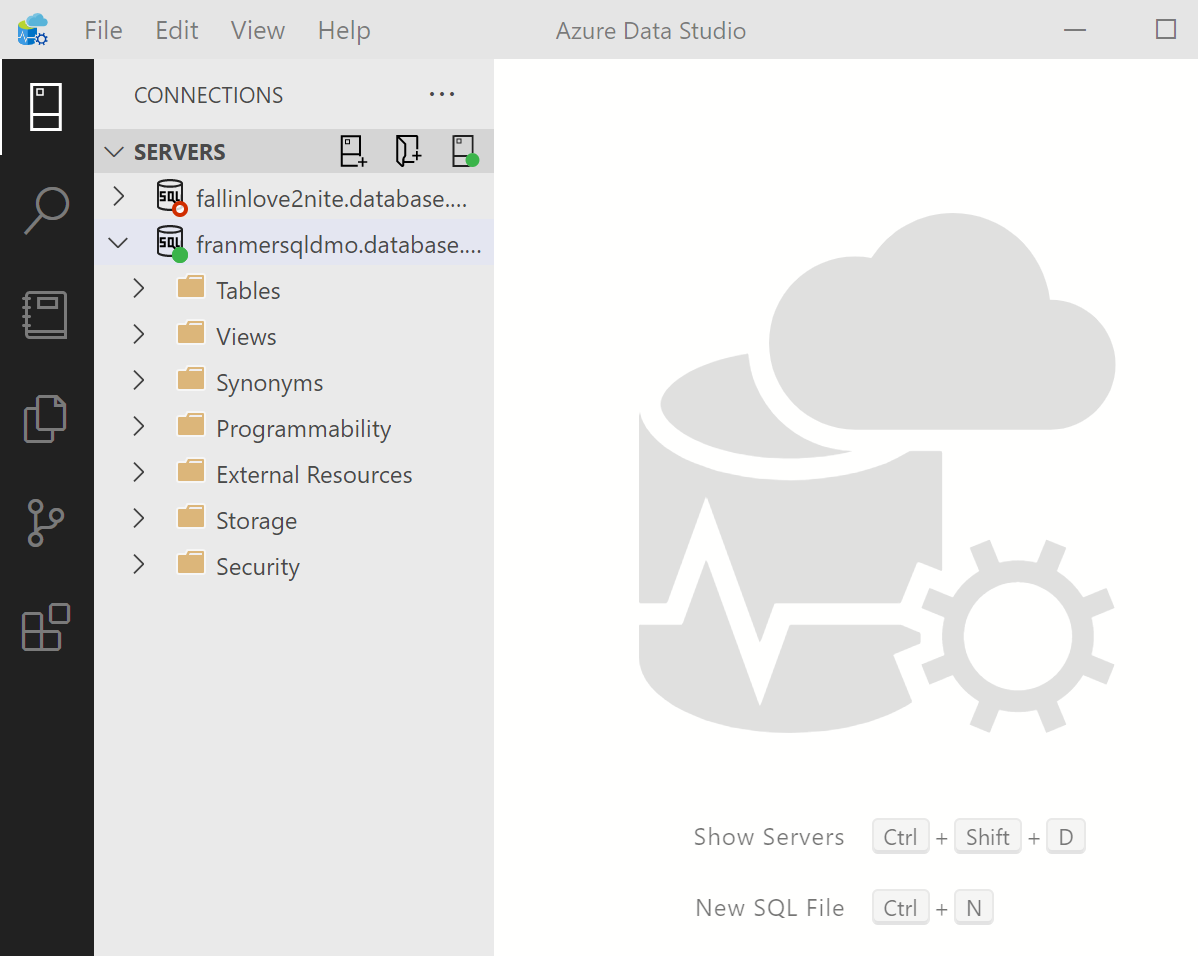 File Edit View Help Azure Data Studio
CONNECTIONS ...
SERVERS
SQL fallinlove2nite.database....
SQL franmersqldmo.database....
Tables
Views
Synonyms
Programmability
External Resources
Storage
Security
Show Servers Ctrl + Shift + D
New SQL File Ctrl + N